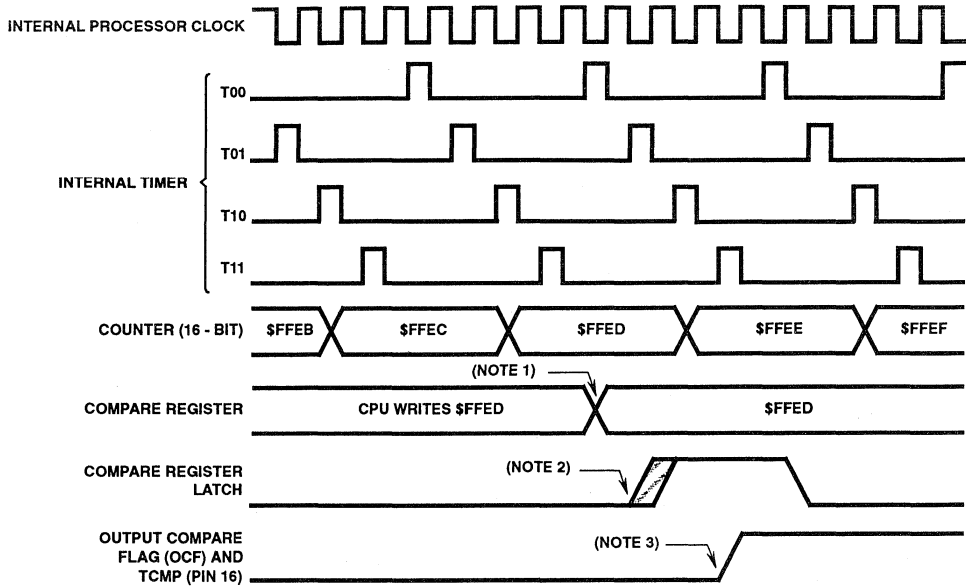 INTERNAL PROCESSOR CLOCK
T00
T01
INTERNAL TIMER
T10
T11
COUNTER (16 - BIT)
$FFEB
$FFEC
$FFED
$FFEE
$FFEF
(NOTE 1)
COMPARE REGISTER
CPU WRITES $FFED
$FFED
COMPARE REGISTER
LATCH
(NOTE 2)
OUTPUT COMPARE
FLAG (OCF) AND
TCMP (PIN 16)
(NOTE 3)